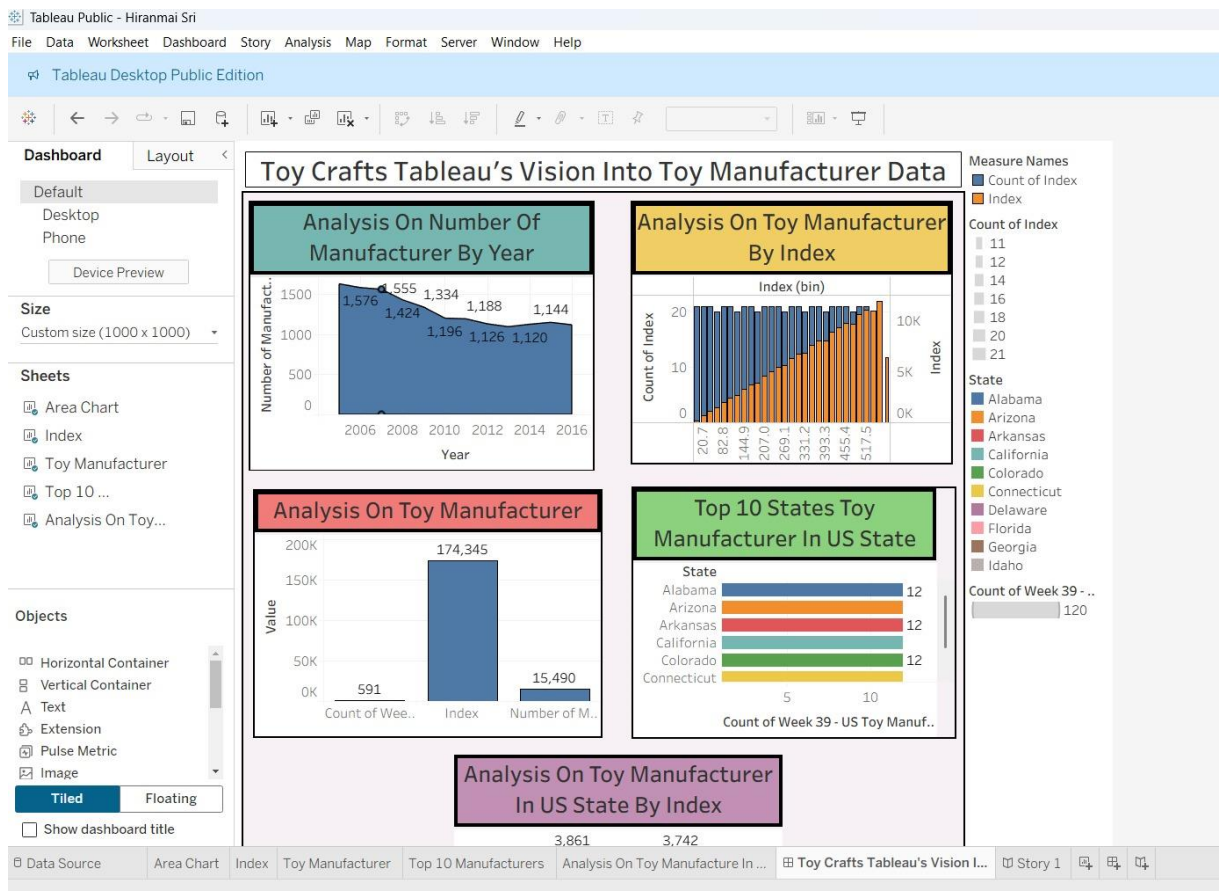 Tableau Public - Hiranmai Sri
File Data Worksheet Dashboard Story Analysis Map Format Server Window Help
Tableau Desktop Public Edition
Dashboard
Layout
Default
Desktop
Phone
Device Preview
Size
Custom size (1000 x 1000)
Sheets
Area Chart
Index
Toy Manufacturer
Top 10 ...
Analysis On Toy...
Objects
Horizontal Container
Vertical Container
Text
Extension
Pulse Metric
Image
Tiled
Floating
Show dashboard title
Toy Crafts Tableau's Vision Into Toy Manufacturer Data
Analysis On Number Of
Manufacturer By Year
Number of Manufact..
1500
1000
500
0
1,576
1,555
1,424
1,334
1,196
1,188
1,126
1,120
1,144
2006 2008 2010 2012 2014 2016
Year
Analysis On Toy Manufacturer
By Index
Index (bin)
Count of Index
20
10
0
10K
5K
0K
Index
20.7
82.8
144.9
207.0
269.1
331.2
393.3
455.4
517.5
Analysis On Toy Manufacturer
Value
200K
150K
100K
50K
0K
591
174,345
15,490
Count of Wee..
Index
Number of M..
Top 10 States Toy
Manufacturer In US State
State
Alabama 12
Arizona
Arkansas 12
California
Colorado 12
Connecticut
5 10
Count of Week 39 - US Toy Manuf..
Analysis On Toy Manufacturer
In US State By Index
3,861 3,742
Measure Names
Count of Index
Index
Count of Index
11
12
14
16
18
20
21
State
Alabama
Arizona
Arkansas
California
Colorado
Connecticut
Delaware
Florida
Georgia
Idaho
Count of Week 39 - ..
120
Data Source
Area Chart
Index
Toy Manufacturer
Top 10 Manufacturers
Analysis On Toy Manufacture In ...
Toy Crafts Tableau's Vision I...
Story 1